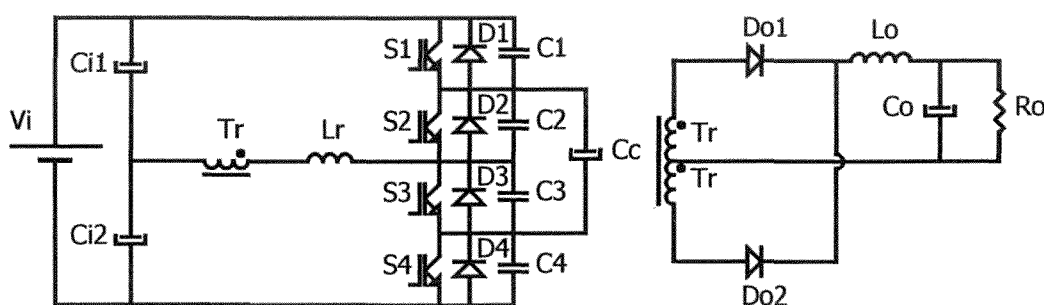 Vi
Ci1
Ci2
Tr
Lr
S1
D1
C1
S2
D2
C2
S3
D3
C3
S4
D4
C4
Cc
Do1
Lo
Tr
Tr
Co
Ro
Do2